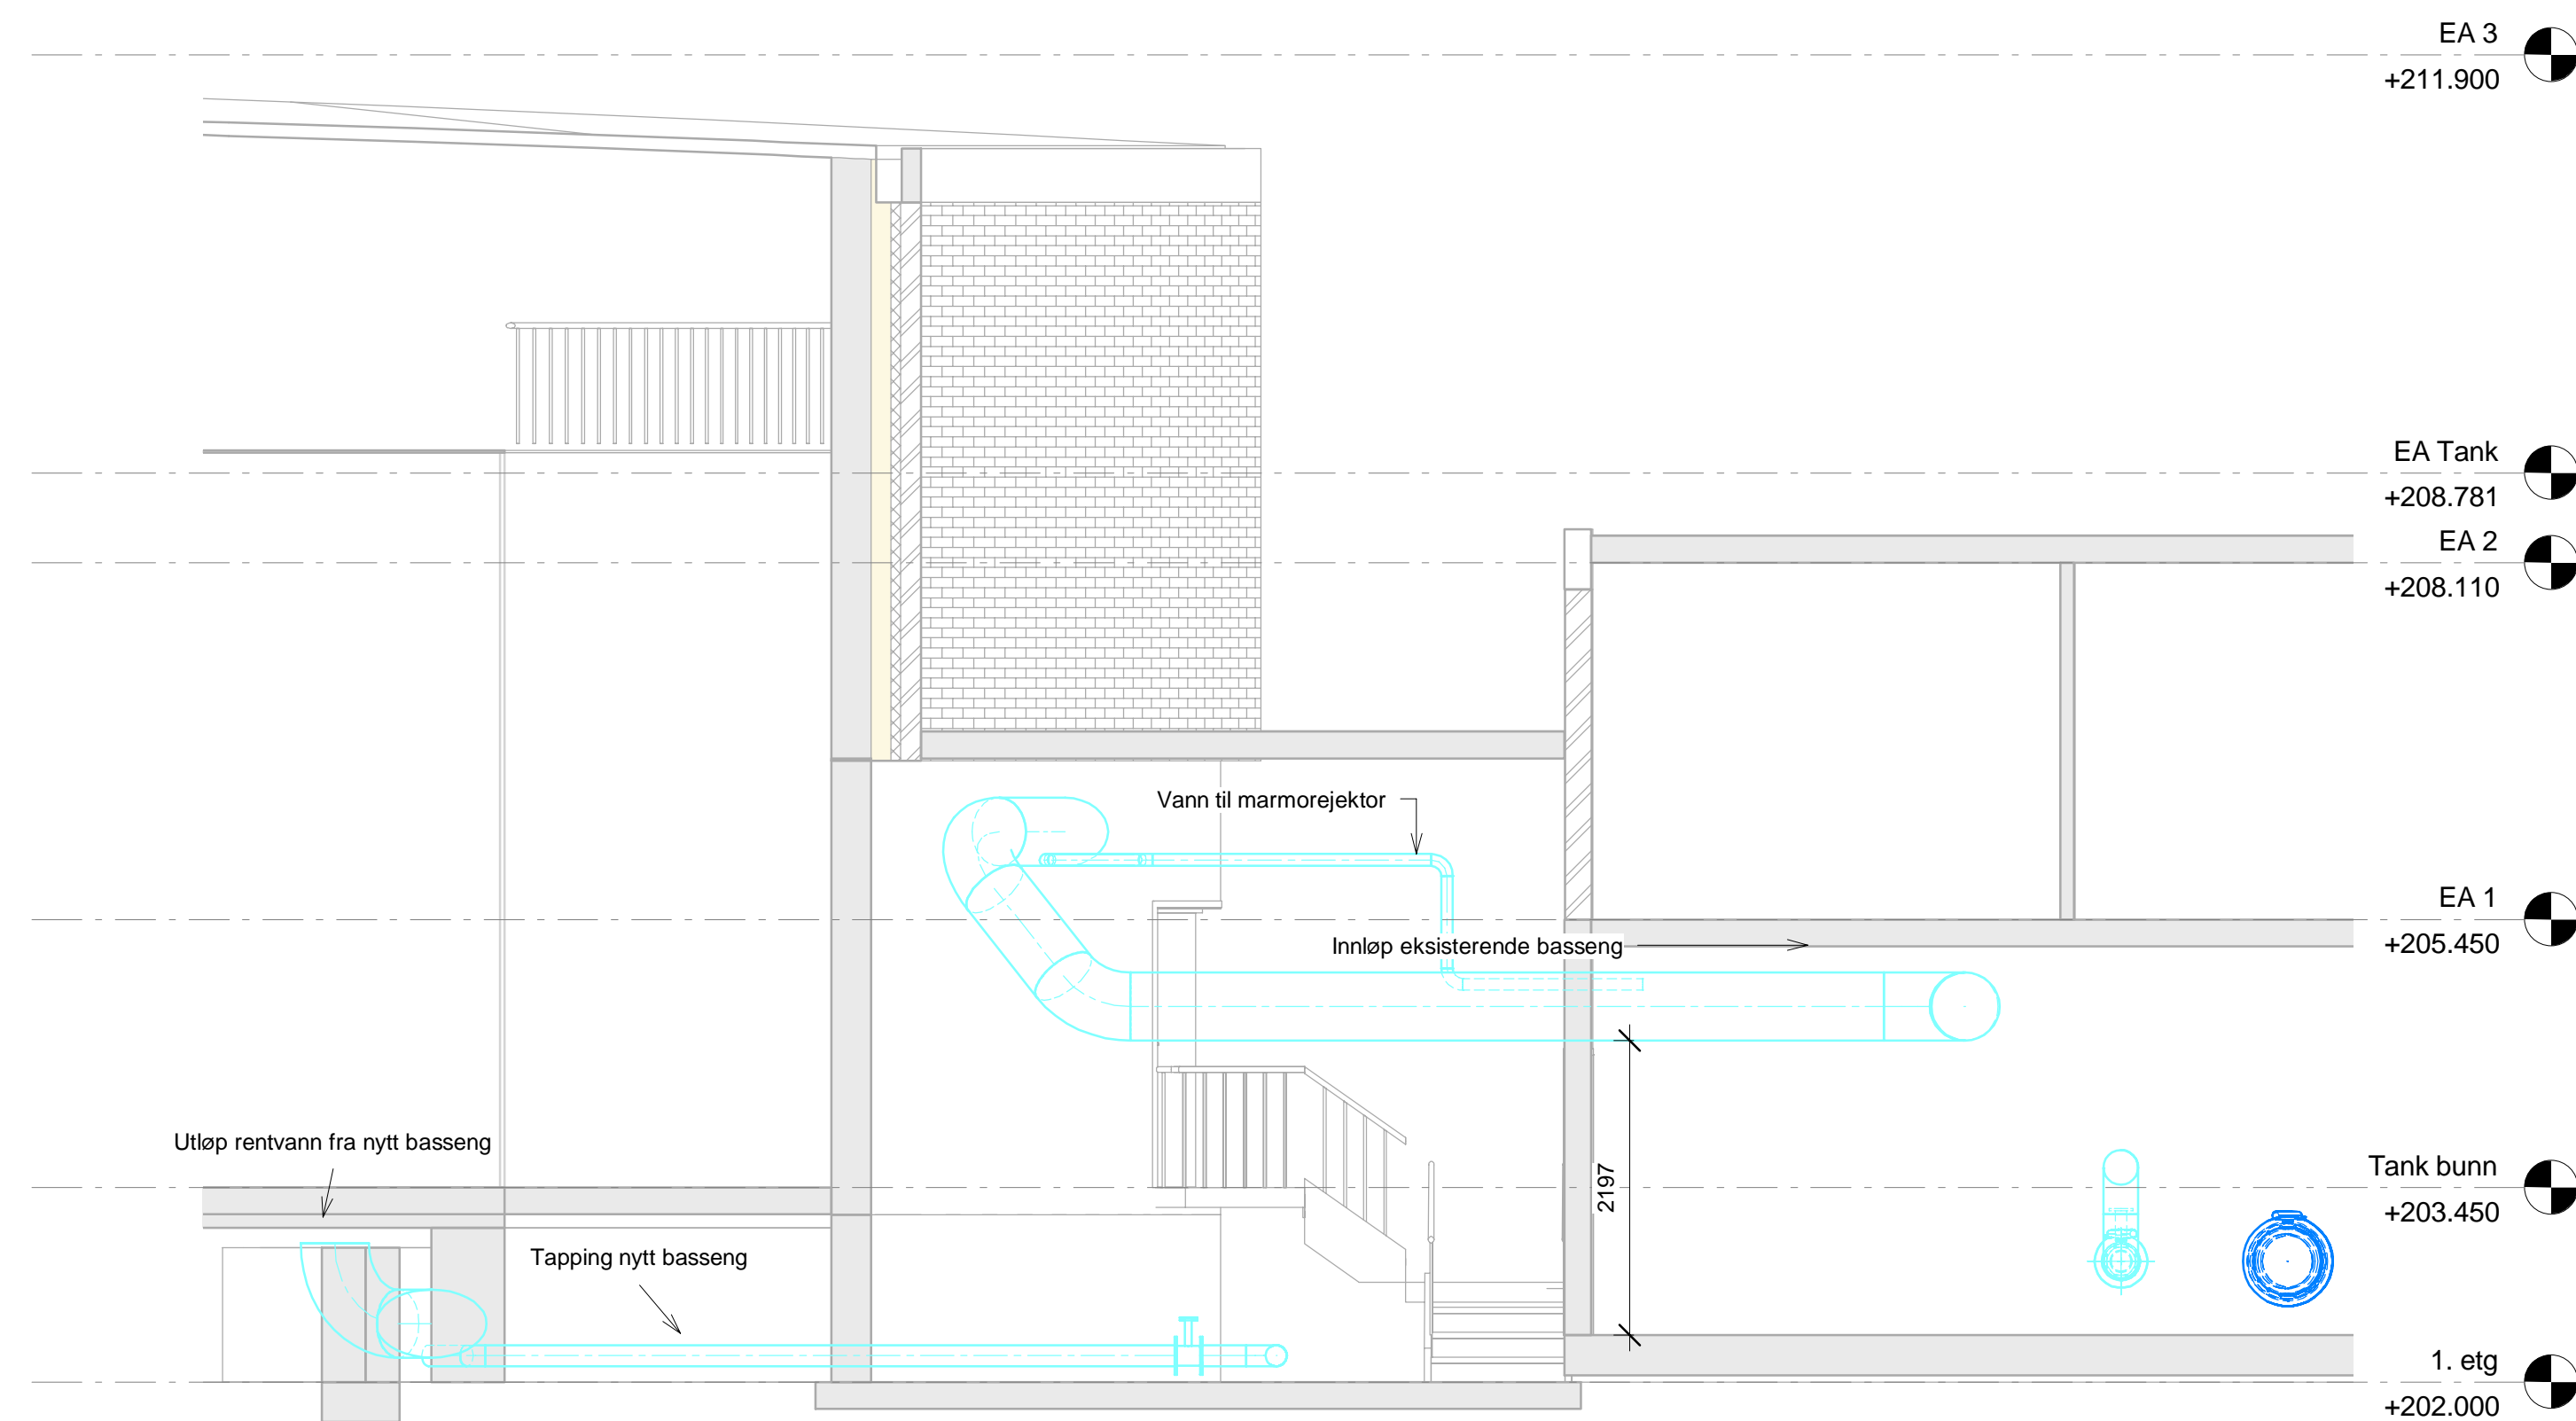 EA 3
+211.900
EA Tank
+208.781
EA 2
+208.110
Vann til marmorejektor
EA 1
+205.450
Innløp eksisterende basseng
Utløp rentvann fra nytt basseng
Tank bunn
+203.450
2197
Tapping nytt basseng
1. etg
+202.000